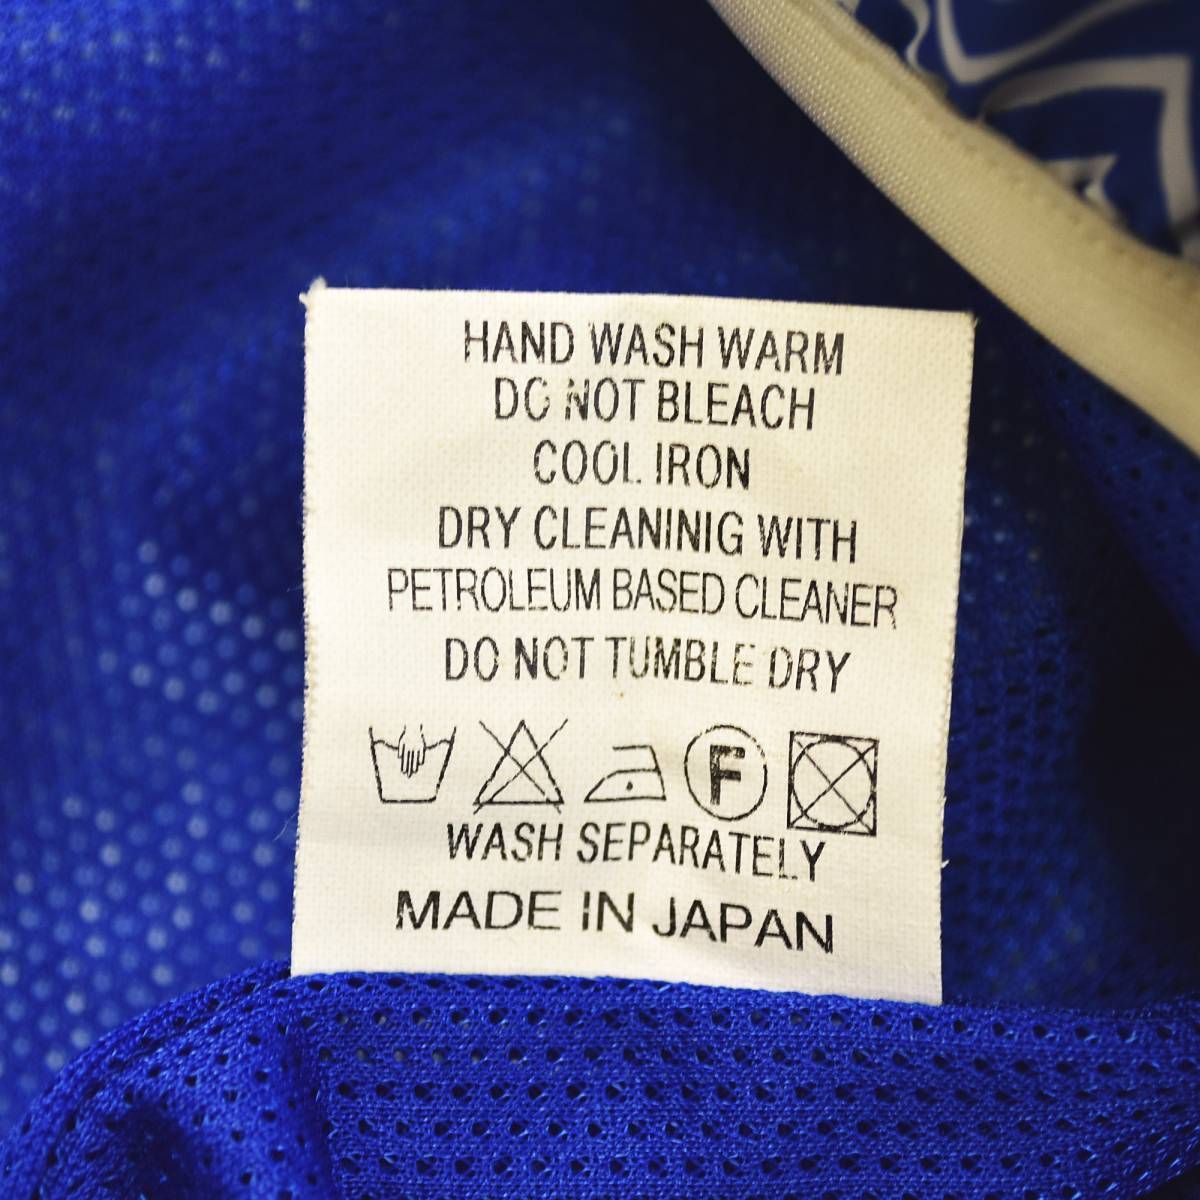 HAND WASH WARM
DO NOT BLEACH
COOL IRON
DRY CLEANINIG WITH
PETROLEUM BASED CLEANER
DO NOT TUMBLE DRY
F
WASH SEPARATELY
MADE IN JAPAN